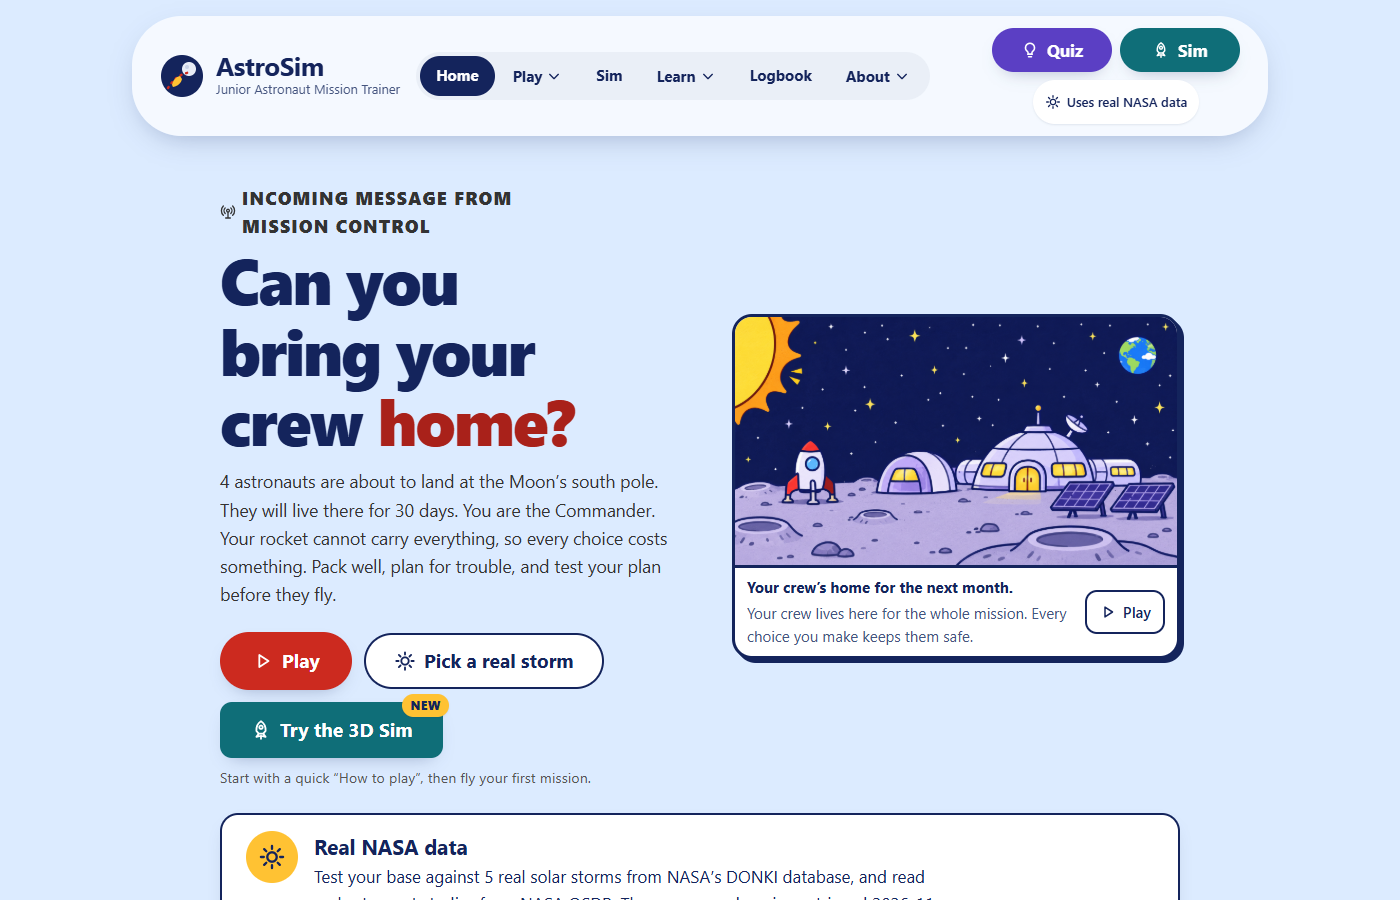 AstroSim
Junior Astronaut Mission Trainer
Home
Play
Sim
Learn
Logbook
About
Quiz
Sim
Uses real NASA data
INCOMING MESSAGE FROM
MISSION CONTROL
Can you
bring your
crew home?
4 astronauts are about to land at the Moon’s south pole.
They will live there for 30 days. You are the Commander.
Your rocket cannot carry everything, so every choice costs
something. Pack well, plan for trouble, and test your plan
before they fly.
Play
Pick a real storm
NEW
Try the 3D Sim
Start with a quick “How to play”, then fly your first mission.
Your crew’s home for the next month.
Your crew lives here for the whole mission. Every
choice you make keeps them safe.
Play
Real NASA data
Test your base against 5 real solar storms from NASA’s DONKI database, and read